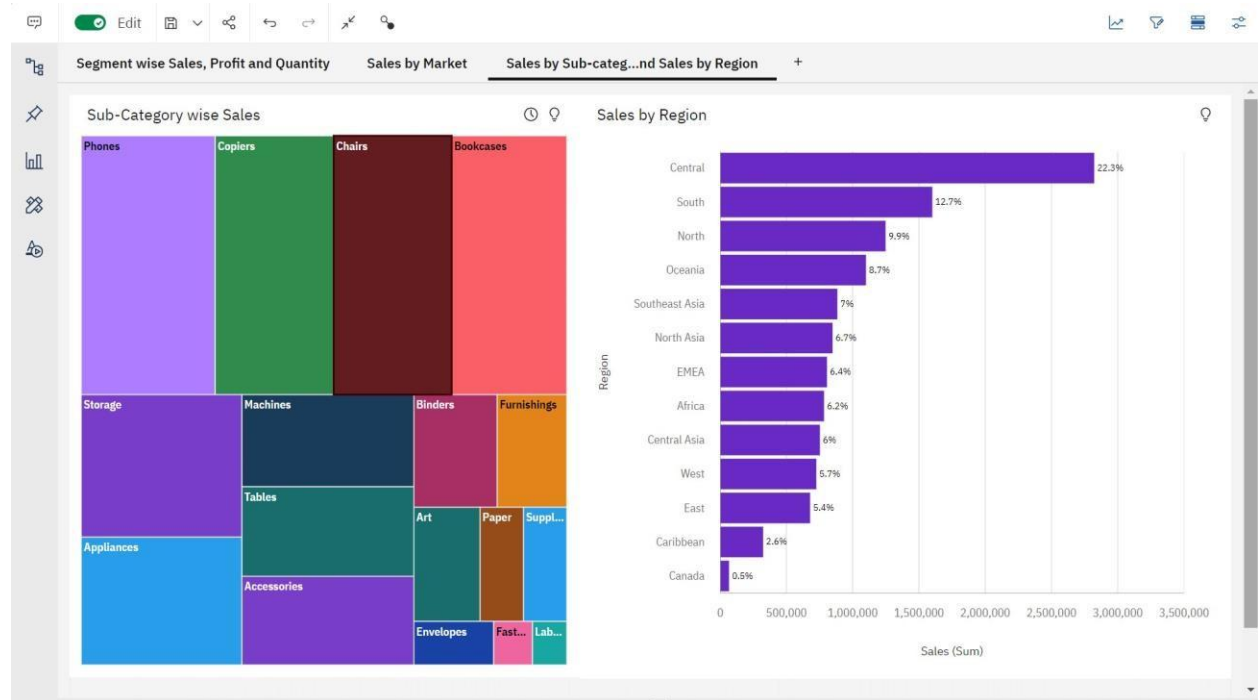 Edit
Segment wise Sales, Profit and Quantity
Sales by Market
Sales by Sub-categ...nd Sales by Region
+
Sub-Category wise Sales
Phones
Copiers
Chairs
Bookcases
Storage
Machines
Binders
Furnishings
Tables
Art
Paper
Suppl...
Appliances
Accessories
Envelopes
Fast...
Lab...
Sales by Region
Region
Central 22.3%
South 12.7%
North 9.9%
Oceania 8.7%
Southeast Asia 7%
North Asia 6.7%
EMEA 6.4%
Africa 6.2%
Central Asia 6%
West 5.7%
East 5.4%
Caribbean 2.6%
Canada 0.5%
0 500,000 1,000,000 1,500,000 2,000,000 2,500,000 3,000,000 3,500,000
Sales (Sum)